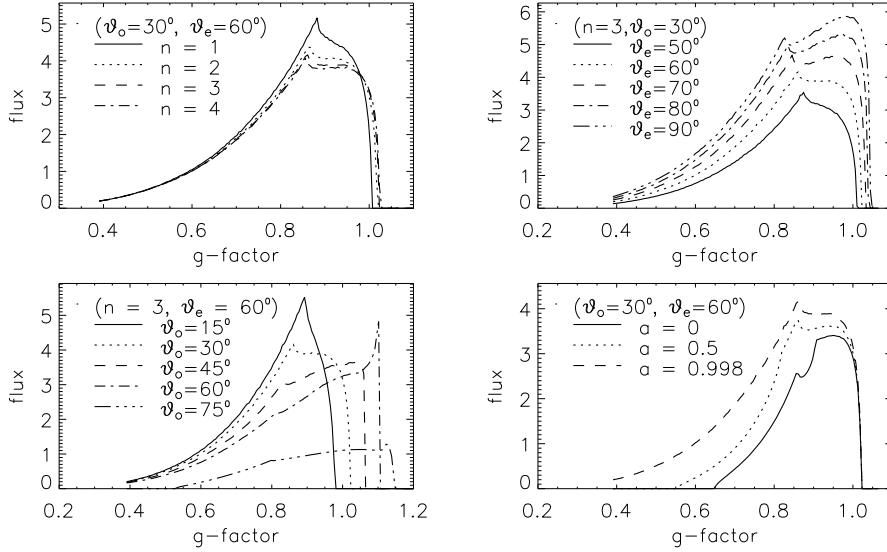 (ϑo=30°, ϑe=60°)
n = 1
n = 2
n = 3
n = 4
flux
5
4
3
2
1
0
0.4 0.6 0.8 1.0
g-factor
(n=3,ϑo=30°)
ϑe=50°
ϑe=60°
ϑe=70°
ϑe=80°
ϑe=90°
flux
6
5
4
3
2
1
0
0.2 0.4 0.6 0.8 1.0
g-factor
(n = 3, ϑe = 60°)
ϑo=15°
ϑo=30°
ϑo=45°
ϑo=60°
ϑo=75°
flux
5
4
3
2
1
0
0.2 0.4 0.6 0.8 1.0 1.2
g-factor
(ϑo=30°, ϑe=60°)
a = 0
a = 0.5
a = 0.998
flux
4
3
2
1
0
0.2 0.4 0.6 0.8 1.0
g-factor